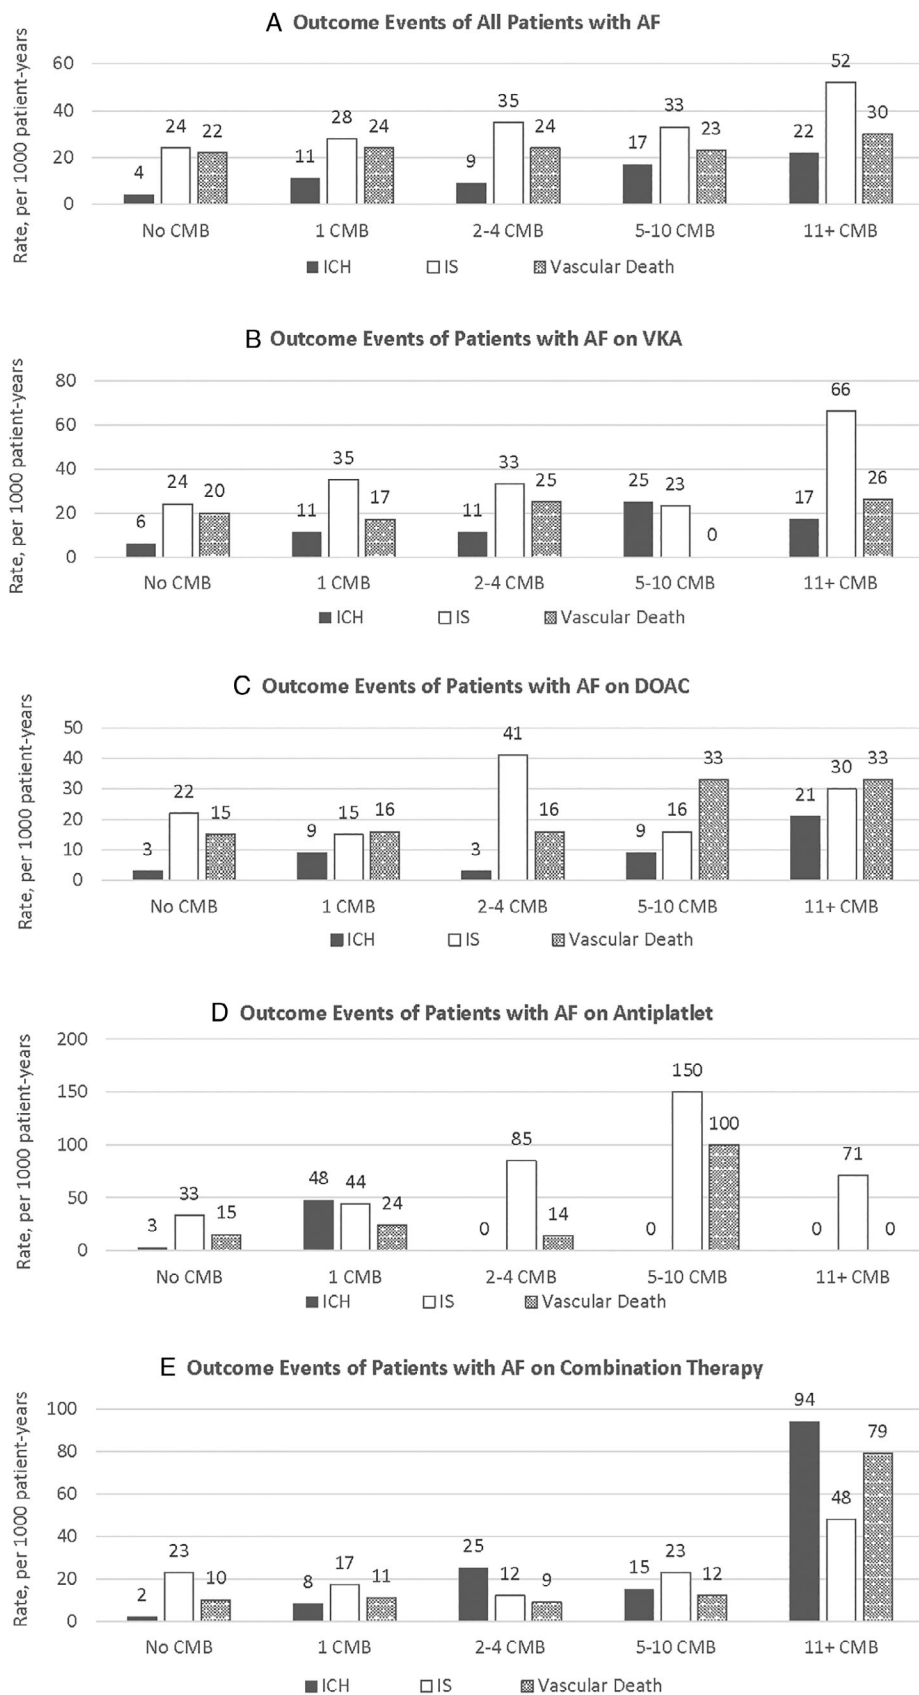 A Outcome Events of All Patients with AF
Rate, per 1000 patient-years
60
40
20
0
4 24 22
11 28 24
9 35 24
17 33 23
22 52 30
No CMB 1 CMB 2-4 CMB 5-10 CMB 11+ CMB
ICH IS Vascular Death
B Outcome Events of Patients with AF on VKA
Rate, per 1000 patient-years
80
60
40
20
0
6 24 20
11 35 17
11 33 25
25 23 0
17 66 26
No CMB 1 CMB 2-4 CMB 5-10 CMB 11+ CMB
ICH IS Vascular Death
C Outcome Events of Patients with AF on DOAC
Rate, per 1000 patient-years
50
40
30
20
10
0
3 22 15
9 15 16
3 41 16
9 16 33
21 30 33
No CMB 1 CMB 2-4 CMB 5-10 CMB 11+ CMB
ICH IS Vascular Death
D Outcome Events of Patients with AF on Antiplatlet
Rate, per 1000 patient-years
200
150
100
50
0
3 33 15
48 44 24
0 85 14
0 150 100
0 71 0
No CMB 1 CMB 2-4 CMB 5-10 CMB 11+ CMB
ICH IS Vascular Death
E Outcome Events of Patients with AF on Combination Therapy
Rate, per 1000 patient-years
100
80
60
40
20
0
2 23 10
8 17 11
25 12 9
15 23 12
94 48 79
No CMB 1 CMB 2-4 CMB 5-10 CMB 11+ CMB
ICH IS Vascular Death